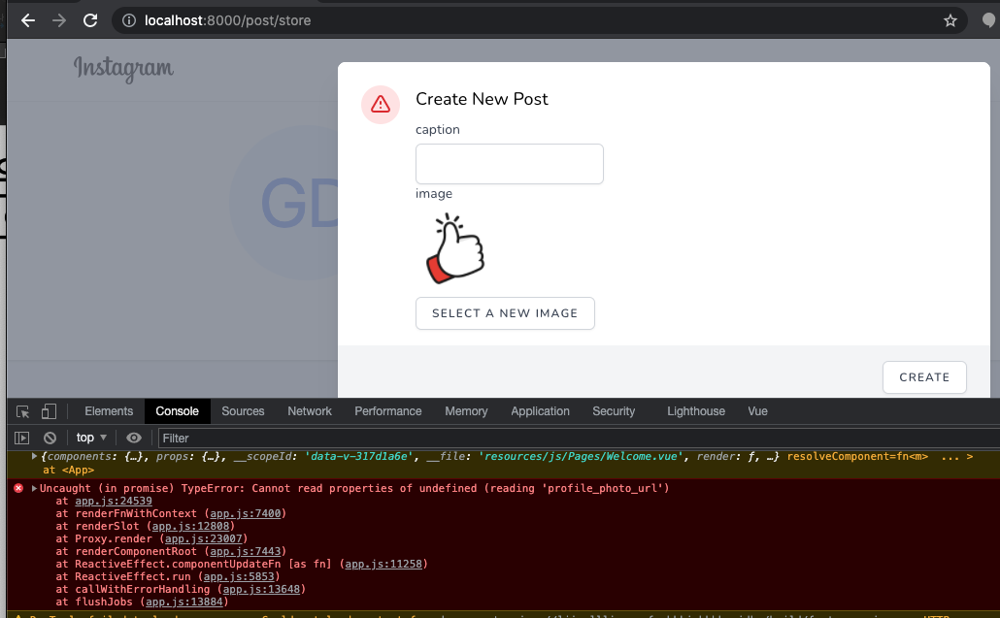 localhost:8000/post/store
Instagram
GD
Create New Post
caption
image
SELECT A NEW IMAGE
CREATE
Elements Console Sources Network Performance Memory Application Security Lighthouse Vue
top Filter
{components: {…}, props: {…}, __scopeId: 'data-v-317d1a6e', __file: 'resources/js/Pages/Welcome.vue', render: ƒ, …} resolveComponent=fn<m> ... >
at <App>
Uncaught (in promise) TypeError: Cannot read properties of undefined (reading 'profile_photo_url')
at app.js:24539
at renderFnWithContext (app.js:7400)
at renderSlot (app.js:12808)
at Proxy.render (app.js:23007)
at renderComponentRoot (app.js:7443)
at ReactiveEffect.componentUpdateFn [as fn] (app.js:11258)
at ReactiveEffect.run (app.js:5853)
at callWithErrorHandling (app.js:13648)
at flushJobs (app.js:13884)